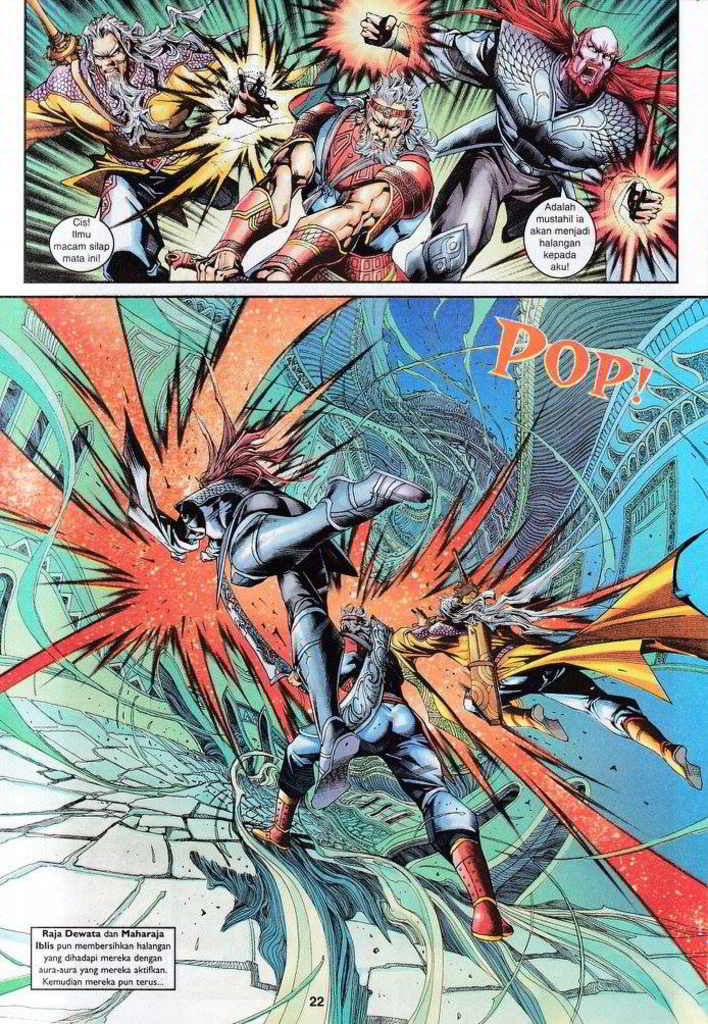 Cis!
Ilmu
macam silap
mata ini!
Adalah
mustahil ia
akan menjadi
halangan
kepada
aku!
POP!
Raja Dewata dan Maharaja
Iblis pun membersihkan halangan
yang dihadapi mereka dengan
aura-aura yang mereka aktifkan.
Kemudian mereka pun terus...
22